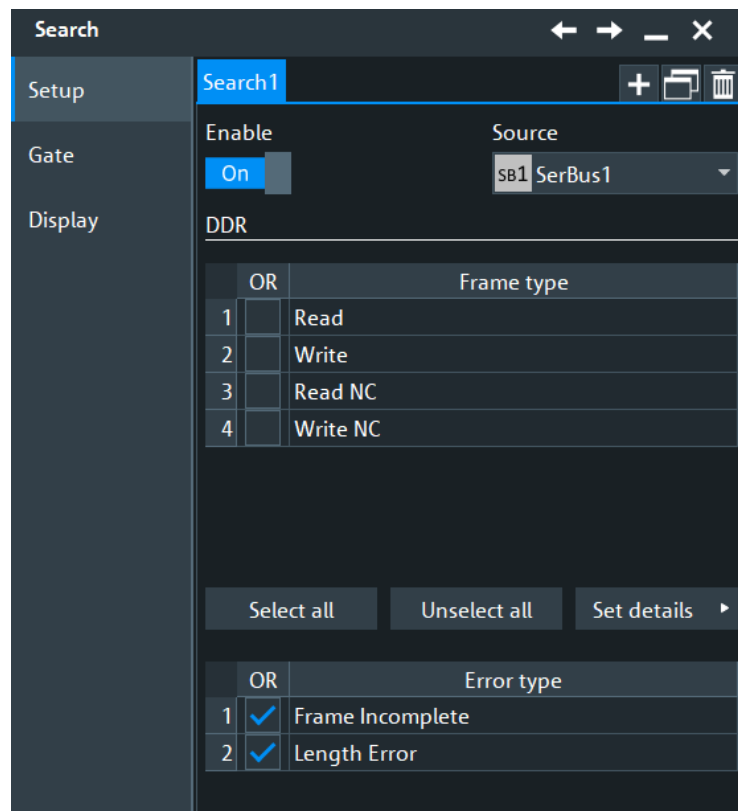 Search
Setup
Gate
Display
Search1
Enable
Source
On
SB1 SerBus1
DDR
OR Frame type
1 Read
2 Write
3 Read NC
4 Write NC
Select all Unselect all Set details
OR Error type
1 Frame Incomplete
2 Length Error